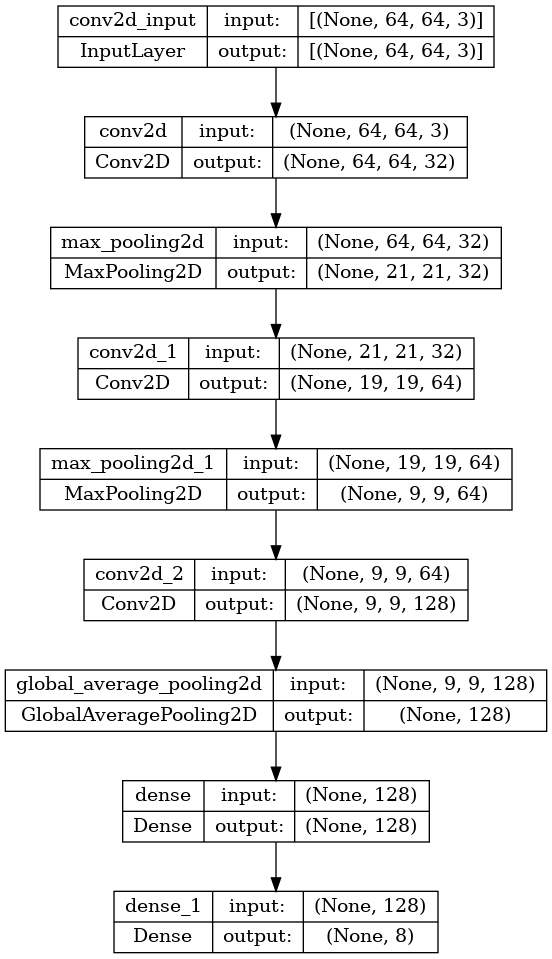 conv2d_input input: [(None, 64, 64, 3)]
InputLayer output: [(None, 64, 64, 3)]
conv2d input: (None, 64, 64, 3)
Conv2D output: (None, 64, 64, 32)
max_pooling2d input: (None, 64, 64, 32)
MaxPooling2D output: (None, 21, 21, 32)
conv2d_1 input: (None, 21, 21, 32)
Conv2D output: (None, 19, 19, 64)
max_pooling2d_1 input: (None, 19, 19, 64)
MaxPooling2D output: (None, 9, 9, 64)
conv2d_2 input: (None, 9, 9, 64)
Conv2D output: (None, 9, 9, 128)
global_average_pooling2d input: (None, 9, 9, 128)
GlobalAveragePooling2D output: (None, 128)
dense input: (None, 128)
Dense output: (None, 128)
dense_1 input: (None, 128)
Dense output: (None, 8)